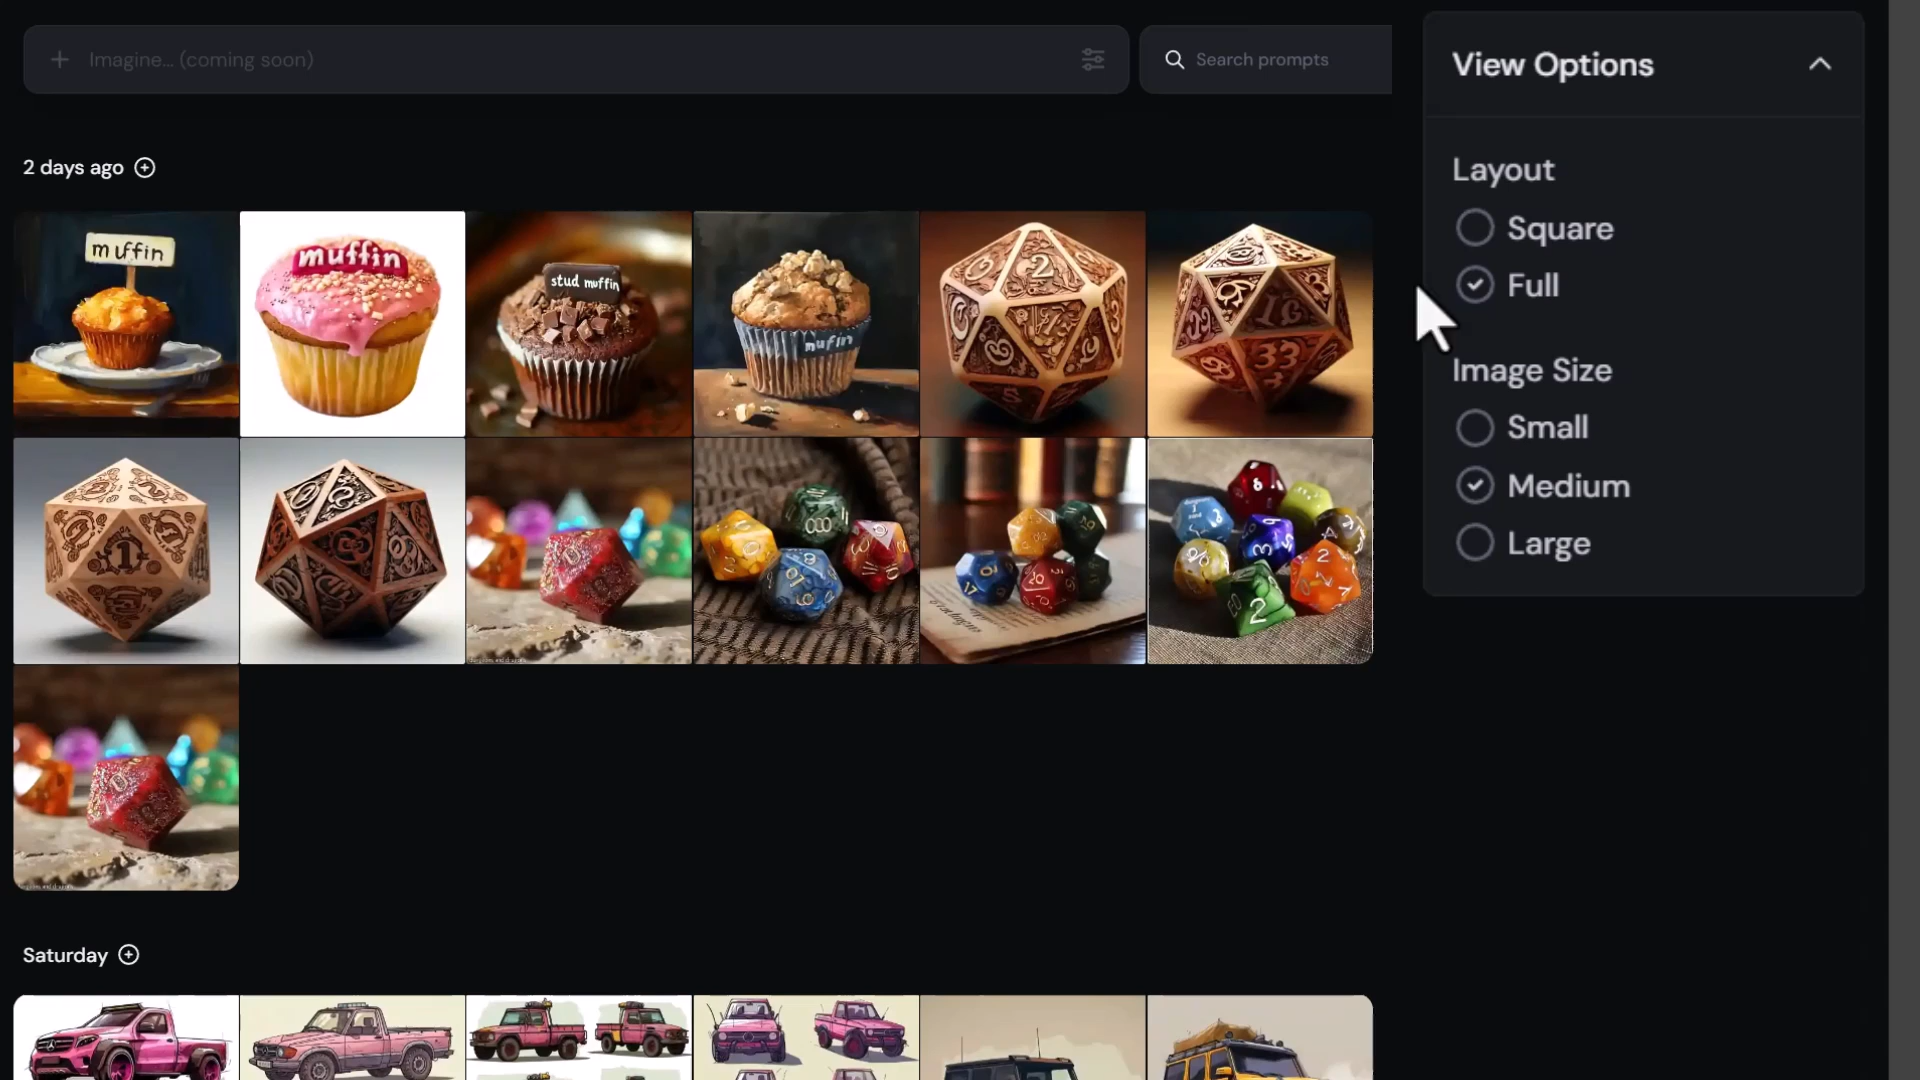 Imagine... (coming soon)
Search prompts
View Options
2 days ago
Layout
Square
Full
Image Size
Small
Medium
Large
muffin
muffin
stud muffin
muffin
Saturday